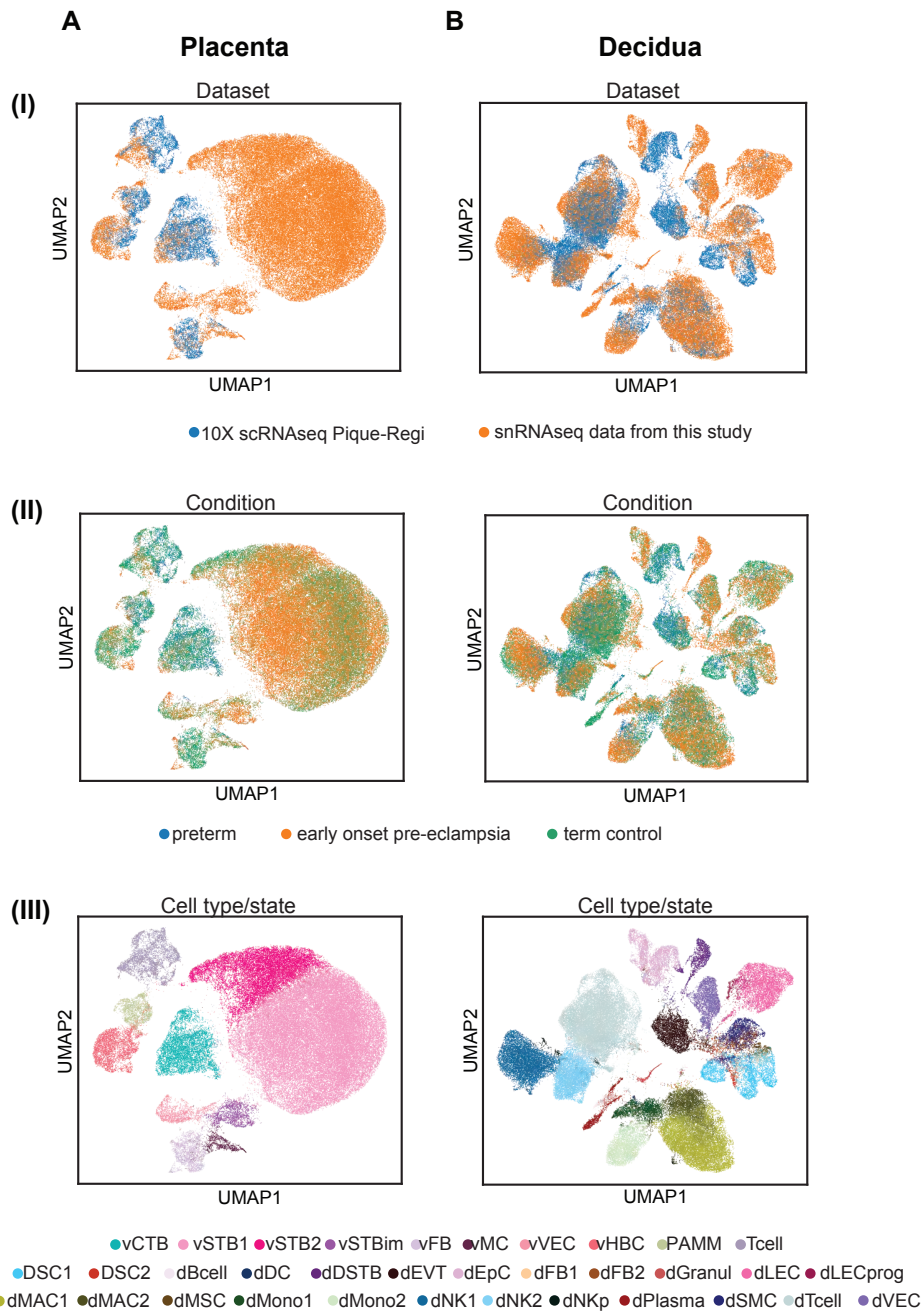 A B
Placenta Decidua
(I) Dataset Dataset
UMAP2 UMAP2
UMAP1 UMAP1
10X scRNAseq Pique-Regi snRNAseq data from this study
(II) Condition Condition
UMAP2 UMAP2
UMAP1 UMAP1
preterm early onset pre-eclampsia term control
(III) Cell type/state Cell type/state
UMAP2 UMAP2
UMAP1 UMAP1
vCTB vSTB1 vSTB2 vSTBim vFB vMC vVEC vHBC PAMM Tcell
DSC1 DSC2 dBcell dDC dDSTB dEVT dEpC dFB1 dFB2 dGranul dLEC dLECprog
dMAC1 dMAC2 dMSC dMono1 dMono2 dNK1 dNK2 dNKp dPlasma dSMC dTcell dVEC